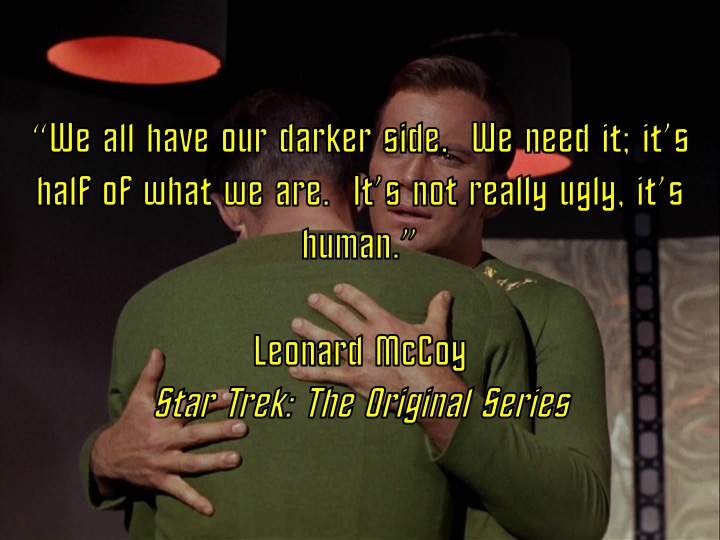 “We all have our darker side.  We need it; it’s
half of what we are.  It’s not really ugly, it’s
human.”
Leonard McCoy
Star Trek: The Original Series